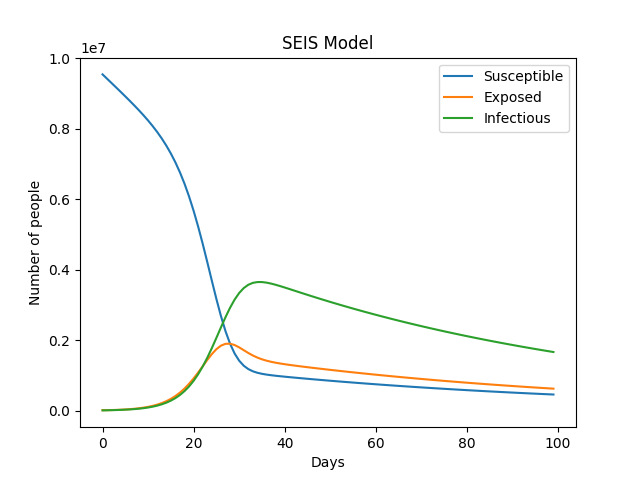 SEIS Model
1e7
1.0
0.8
0.6
0.4
0.2
0.0
Number of people
Susceptible
Exposed
Infectious
0 20 40 60 80 100
Days